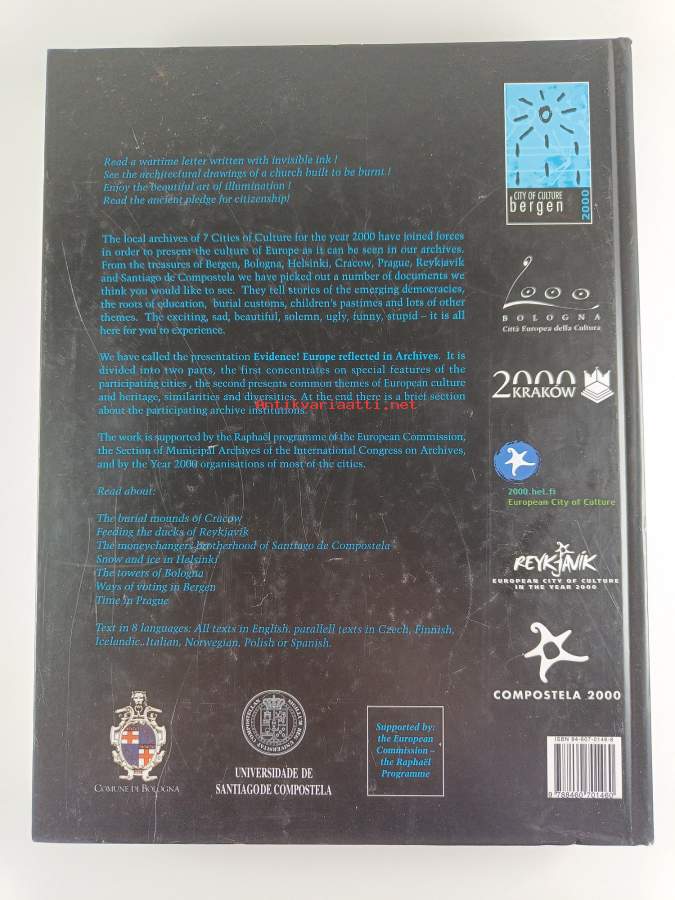 Read a wartime letter written with invisible ink !
See the architectural drawings of a church built to be burnt !
Enjoy the beautiful art of illumination !
Read the ancient pledge for citizenship!
The local archives of 7 Cities of Culture for the year 2000 have joined forces
in order to present the culture of Europe as it can be seen in our archives.
From the treasures of Bergen, Bologna, Helsinki, Cracow, Prague, Reykjavik
and Santiago de Compostela we have picked out a number of documents we
think you would like to see. They tell stories of the emerging democracies,
the roots of education, burial customs, children's pastimes and lots of other
themes. The exciting, sad, beautiful, solemn, ugly, funny, stupid – it is all
here for you to experience.
We have called the presentation Evidence! Europe reflected in Archives. It is
divided into two parts, the first concentrates on special features of the
participating cities , the second presents common themes of European culture
and heritage, similarities and diversities. At the end there is a brief section
about the participating archive institutions.
Antikvariaatti.net
The work is supported by the Raphaël programme of the European Commission,
the Section of Municipal Archives of the International Congress on Archives,
and by the Year 2000 organisations of most of the cities.
Read about:
The burial mounds of Cracow
Feeding the ducks of Reykjavík
The moneychangers brotherhood of Santiago de Compostela
Snow and ice in Helsinki
The towers of Bologna
Ways of voting in Bergen
Time in Prague
Text in 8 languages: All texts in English. parallell texts in Czech, Finnish,
Icelandic, Italian, Norwegian, Polish or Spanish.
CITY OF CULTURE
bergen
2000
2000
BOLOGNA
Città Europea della Cultura
2000
KRAKÓW
2000.hel.fi
European City of Culture
REYKJAVÍK
EUROPEAN CITY OF CULTURE
IN THE YEAR 2000
COMPOSTELA 2000
COMUNE DI BOLOGNA
UNIVERSIDADE DE
SANTIAGO DE COMPOSTELA
Supported by:
the European
Commission –
the Raphaël
Programme
ISBN 84-607-0146-8
9 788460 701460